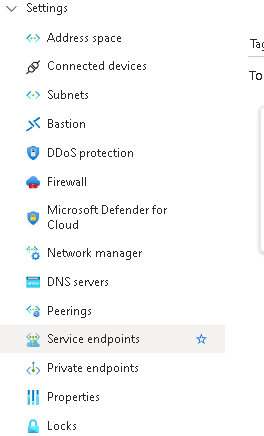 Settings
Address space
Connected devices
Subnets
Bastion
DDoS protection
Firewall
Microsoft Defender for
Cloud
Network manager
DNS servers
Peerings
Service endpoints
Private endpoints
Properties
Locks
Tag
To